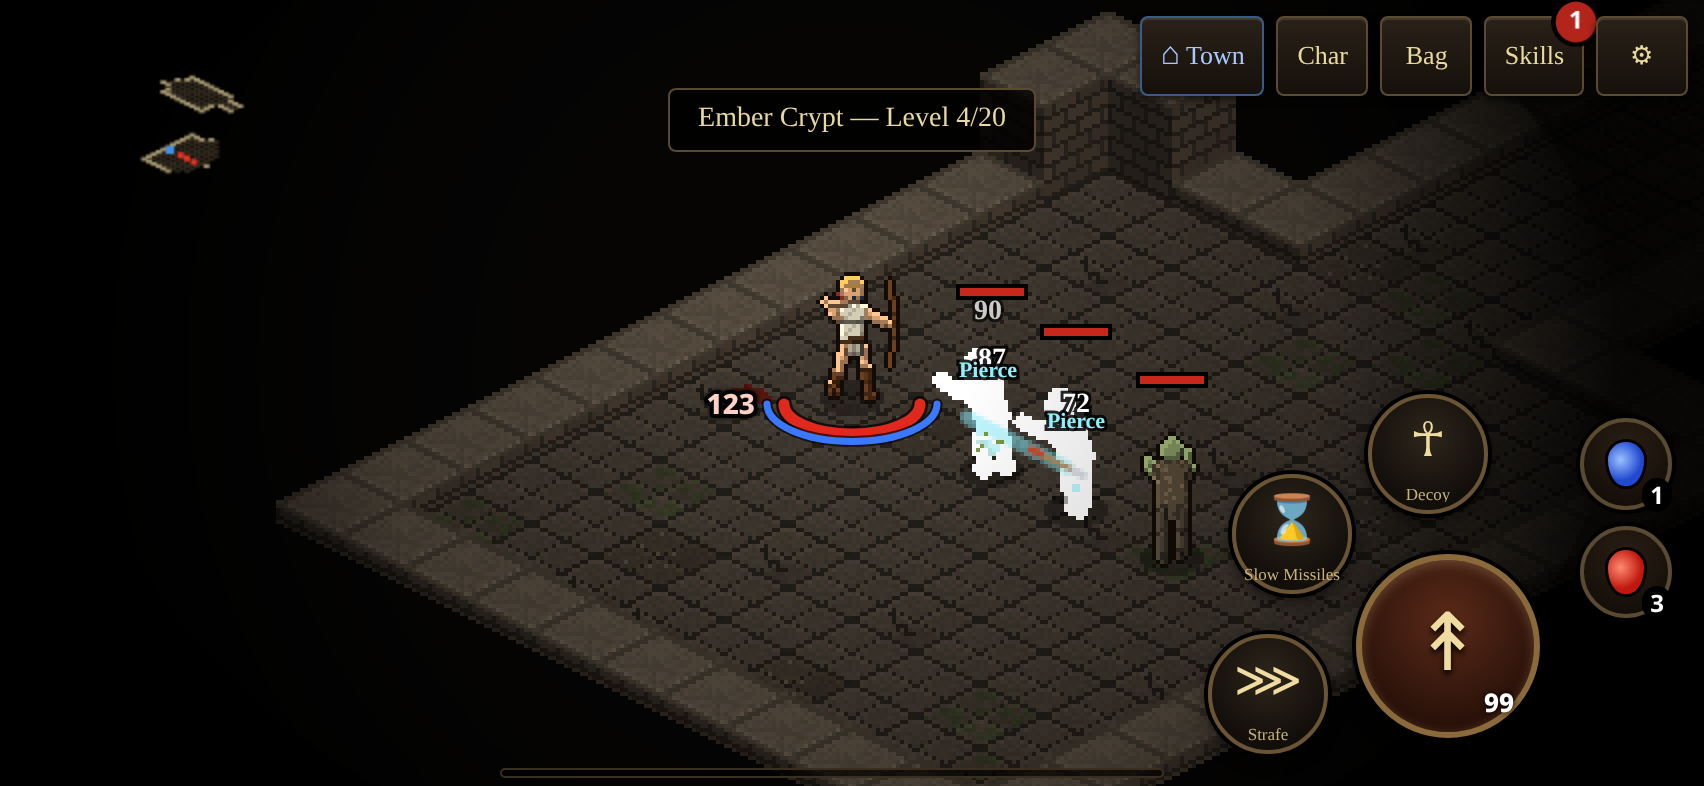 ⌂ Town
Char
Bag
Skills
1
Ember Crypt — Level 4/20
90
87
Pierce
72
Pierce
123
Decoy
1
Slow Missiles
3
99
Strafe